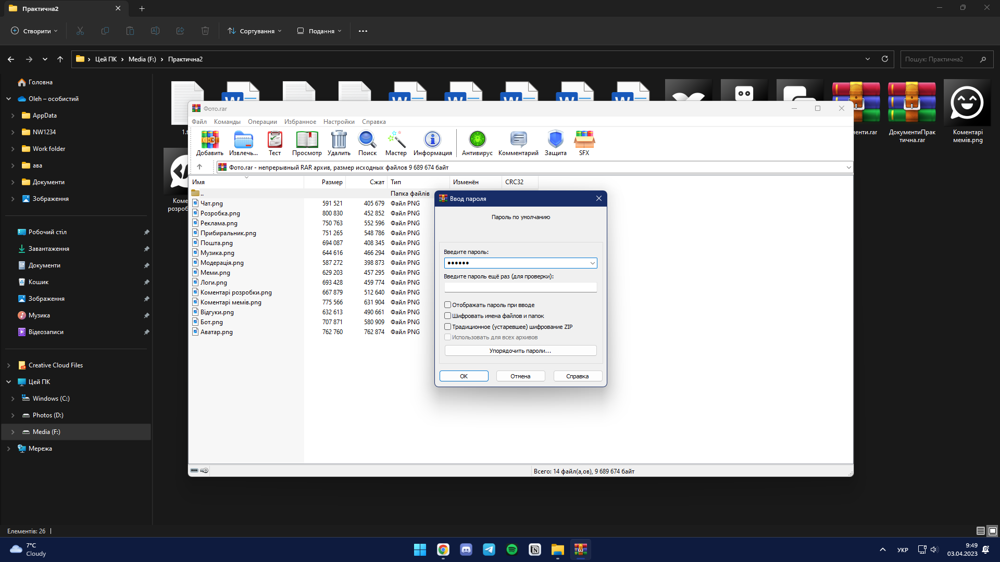 Практична2
Створити
Сортування
Подання
Цей ПК
Media (F:)
Практична2
Пошук: Практична2
Головна
Oleh – особистий
AppData
NW1234
Work folder
ава
Документи
Зображення
Робочий стіл
Завантаження
Документи
Кошик
Зображення
Музика
Відеозаписи
Creative Cloud Files
Цей ПК
Windows (C:)
Photos (D:)
Media (F:)
Мережа
ДокументиПрак
тична.rar
Коментарі
мемів.png
Фото.rar
Файл Команды Операции Избранное Настройки Справка
Добавить Извлечь... Тест Просмотр Удалить Поиск Мастер Информация Антивирус Комментарий Защита SFX
Фото.rar - непрерывный RAR архив, размер исходных файлов 9 689 674 байт
Имя Размер Сжат Тип Изменён CRC32
.. Папка файлів
Чат.png 591 521 405 679 Файл PNG
Розробка.png 800 830 452 852 Файл PNG
Реклама.png 750 763 552 596 Файл PNG
Прибиральник.png 751 265 548 786 Файл PNG
Пошта.png 694 087 408 345 Файл PNG
Музика.png 644 616 466 294 Файл PNG
Модерація.png 587 272 398 873 Файл PNG
Меми.png 629 203 457 295 Файл PNG
Логи.png 693 428 459 774 Файл PNG
Коментарі розробки.png 667 879 512 640 Файл PNG
Коментарі мемів.png 775 566 631 904 Файл PNG
Відгуки.png 632 613 490 661 Файл PNG
Бот.png 707 871 580 909 Файл PNG
Аватар.png 762 760 762 874 Файл PNG
Ввод пароля
Пароль по умолчанию
Введите пароль:
••••••
Введите пароль ещё раз (для проверки):
Отображать пароль при вводе
Шифровать имена файлов и папок
Традиционное (устаревшее) шифрование ZIP
Использовать для всех архивов
Упорядочить пароли...
ОК Отмена Справка
Всего: 14 файл(а,ов), 9 689 674 байт
Елементів: 26
7°C
Cloudy
УКР
9:49
03.04.2023